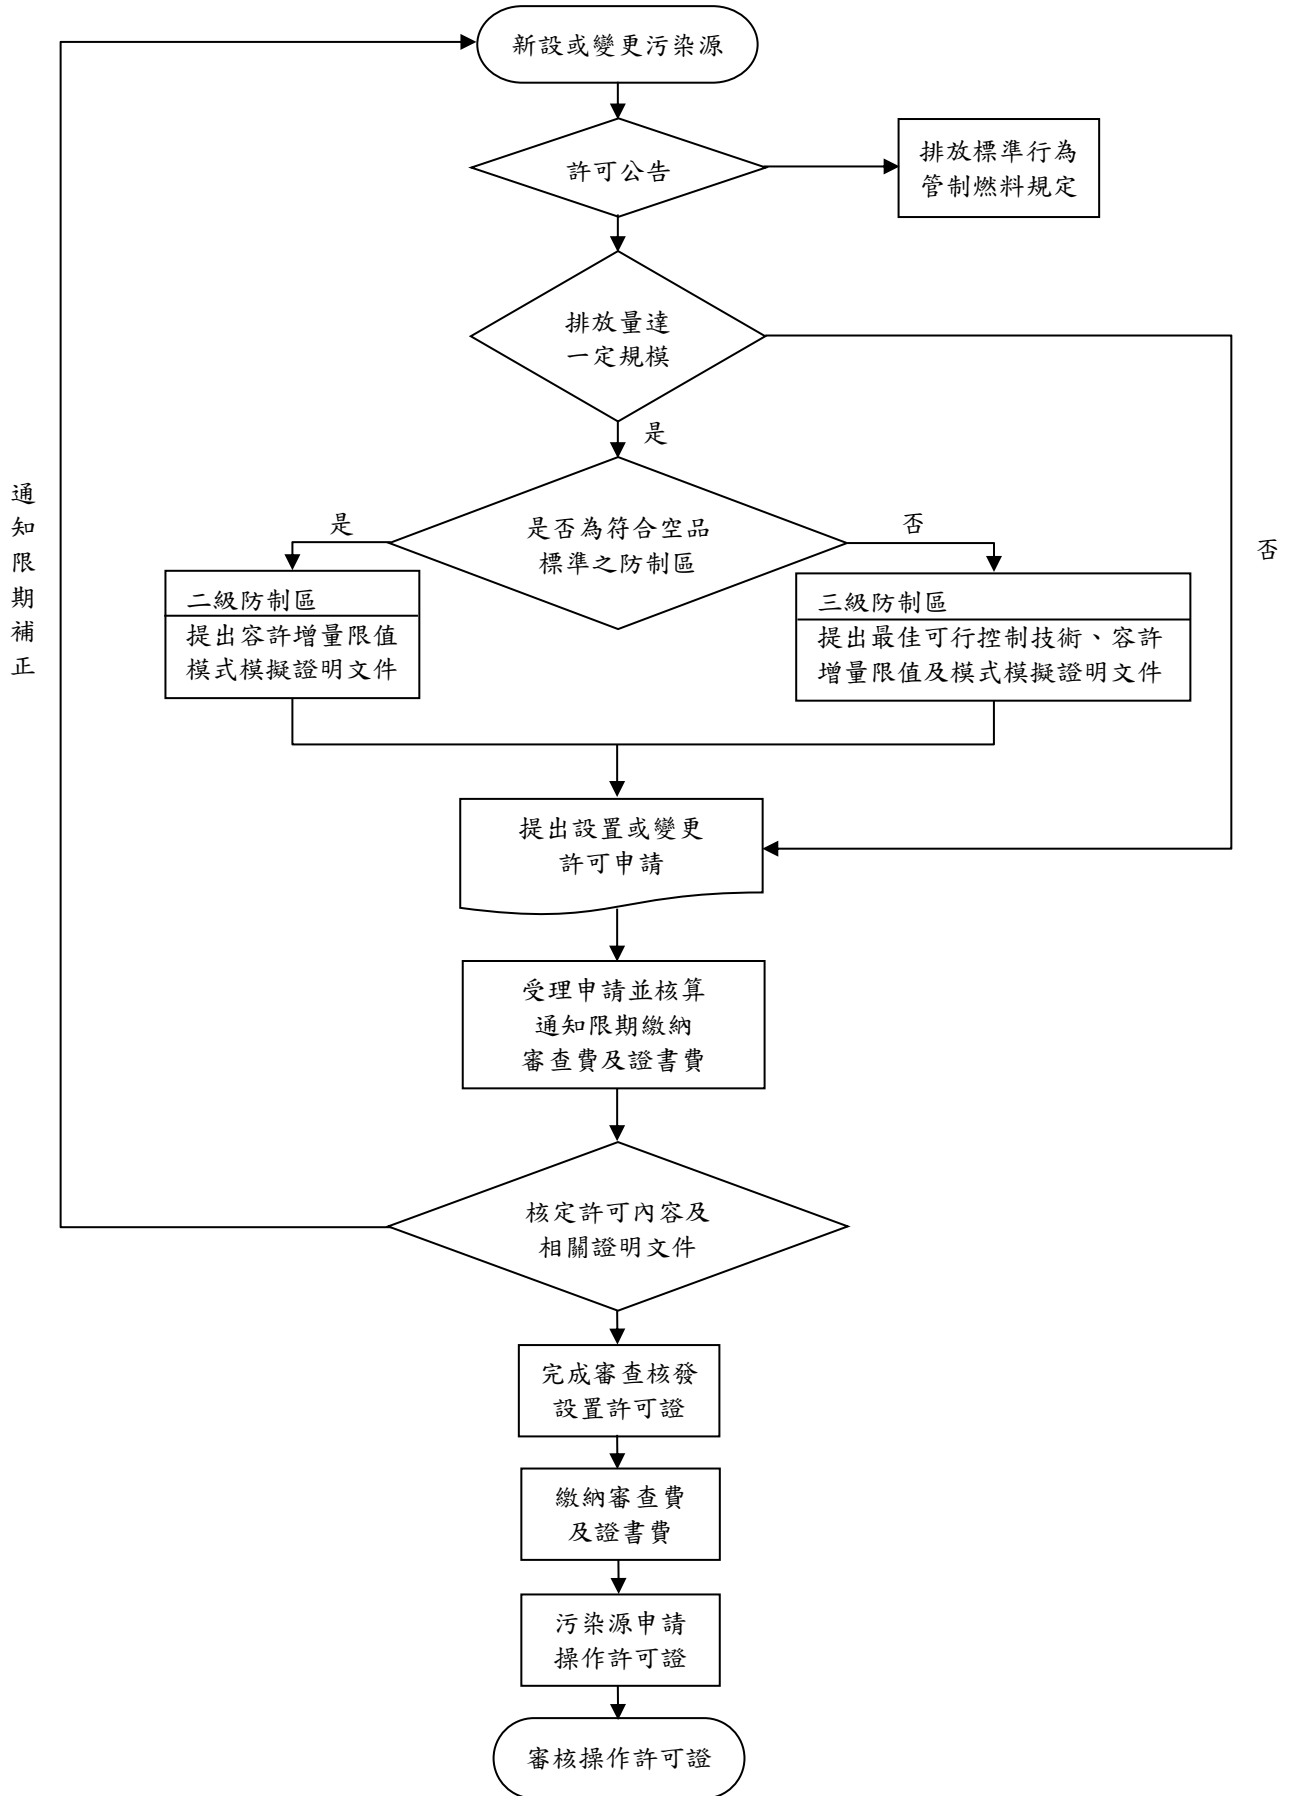 新設或變更污染源
許可公告
排放標準行為
管制燃料規定
排放量達
一定規模
是
是否為符合空品
標準之防制區
是
否
否
二級防制區
提出容許增量限值
模式模擬證明文件
三級防制區
提出最佳可行控制技術、容許
增量限值及模式模擬證明文件
通知限期補正
提出設置或變更
許可申請
受理申請並核算
通知限期繳納
審查費及證書費
核定許可內容及
相關證明文件
完成審查核發
設置許可證
繳納審查費
及證書費
污染源申請
操作許可證
審核操作許可證